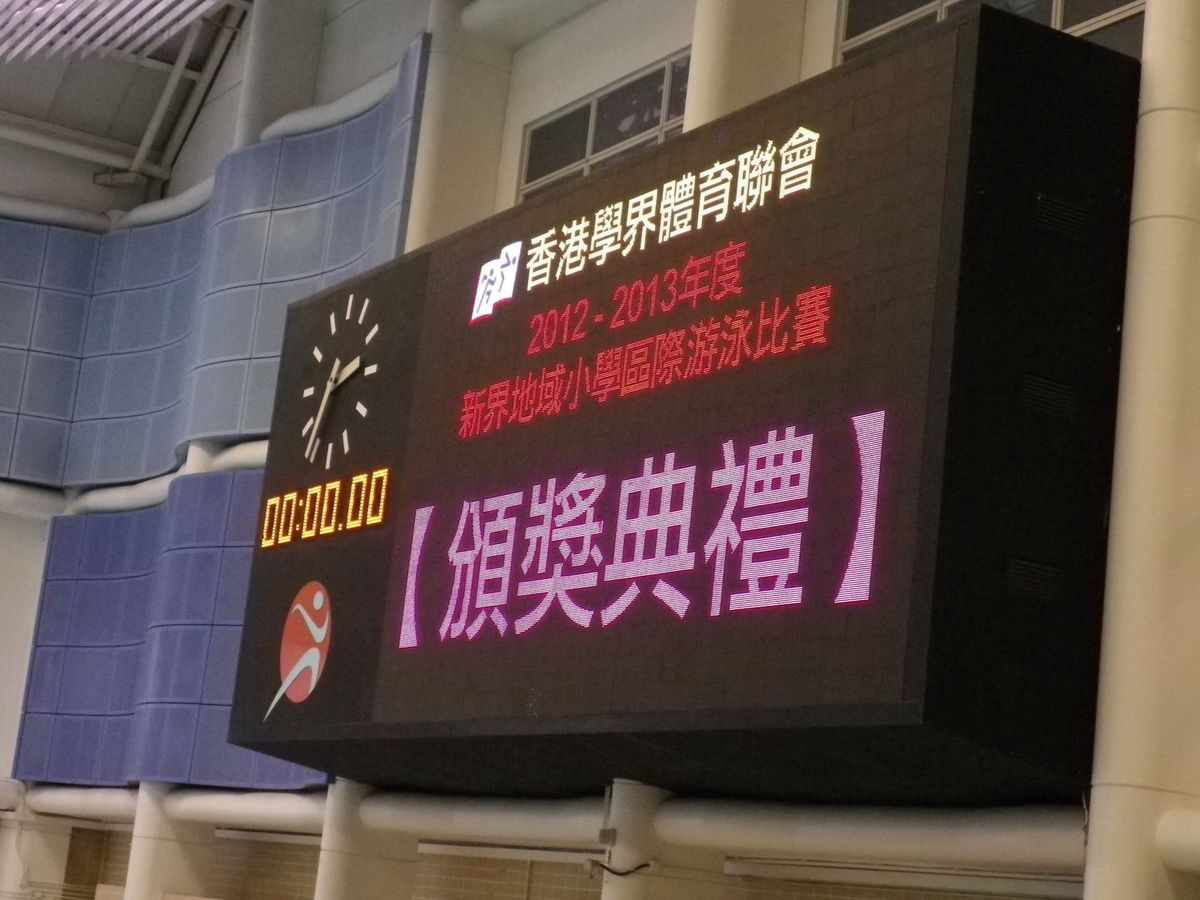 香港學界體育聯會
2012 - 2013年度
新界地域小學區際游泳比賽
00:00.00
【頒獎典禮】